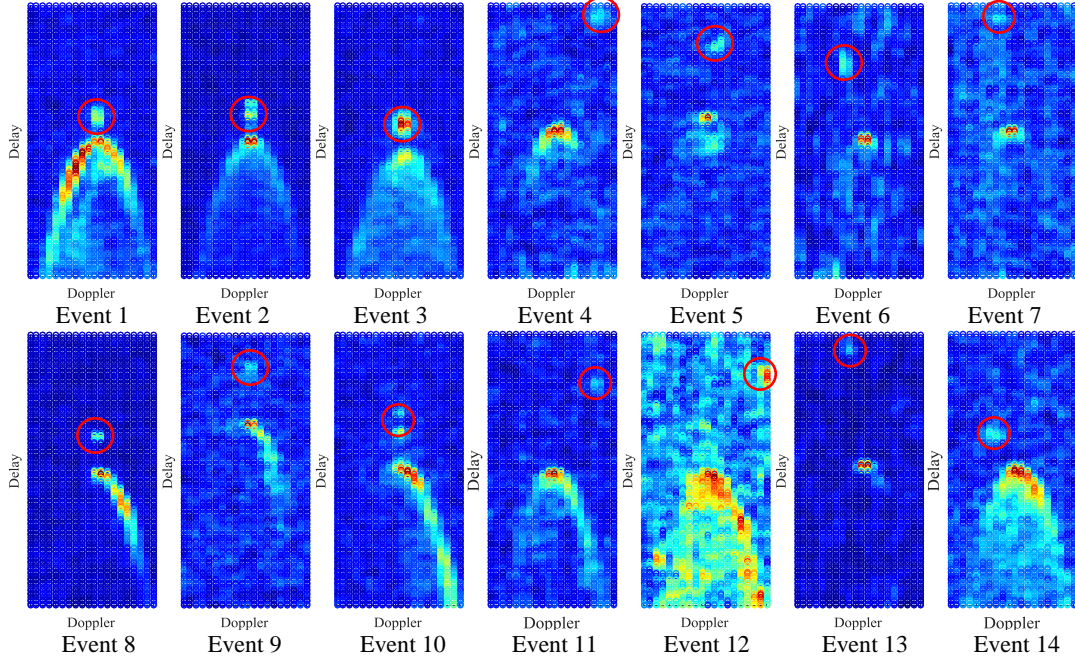 Delay Delay Delay Delay Delay Delay Delay
Doppler Doppler Doppler Doppler Doppler Doppler Doppler
Event 1 Event 2 Event 3 Event 4 Event 5 Event 6 Event 7
Delay Delay Delay Delay Delay Delay Delay
Doppler Doppler Doppler Doppler Doppler Doppler Doppler
Event 8 Event 9 Event 10 Event 11 Event 12 Event 13 Event 14